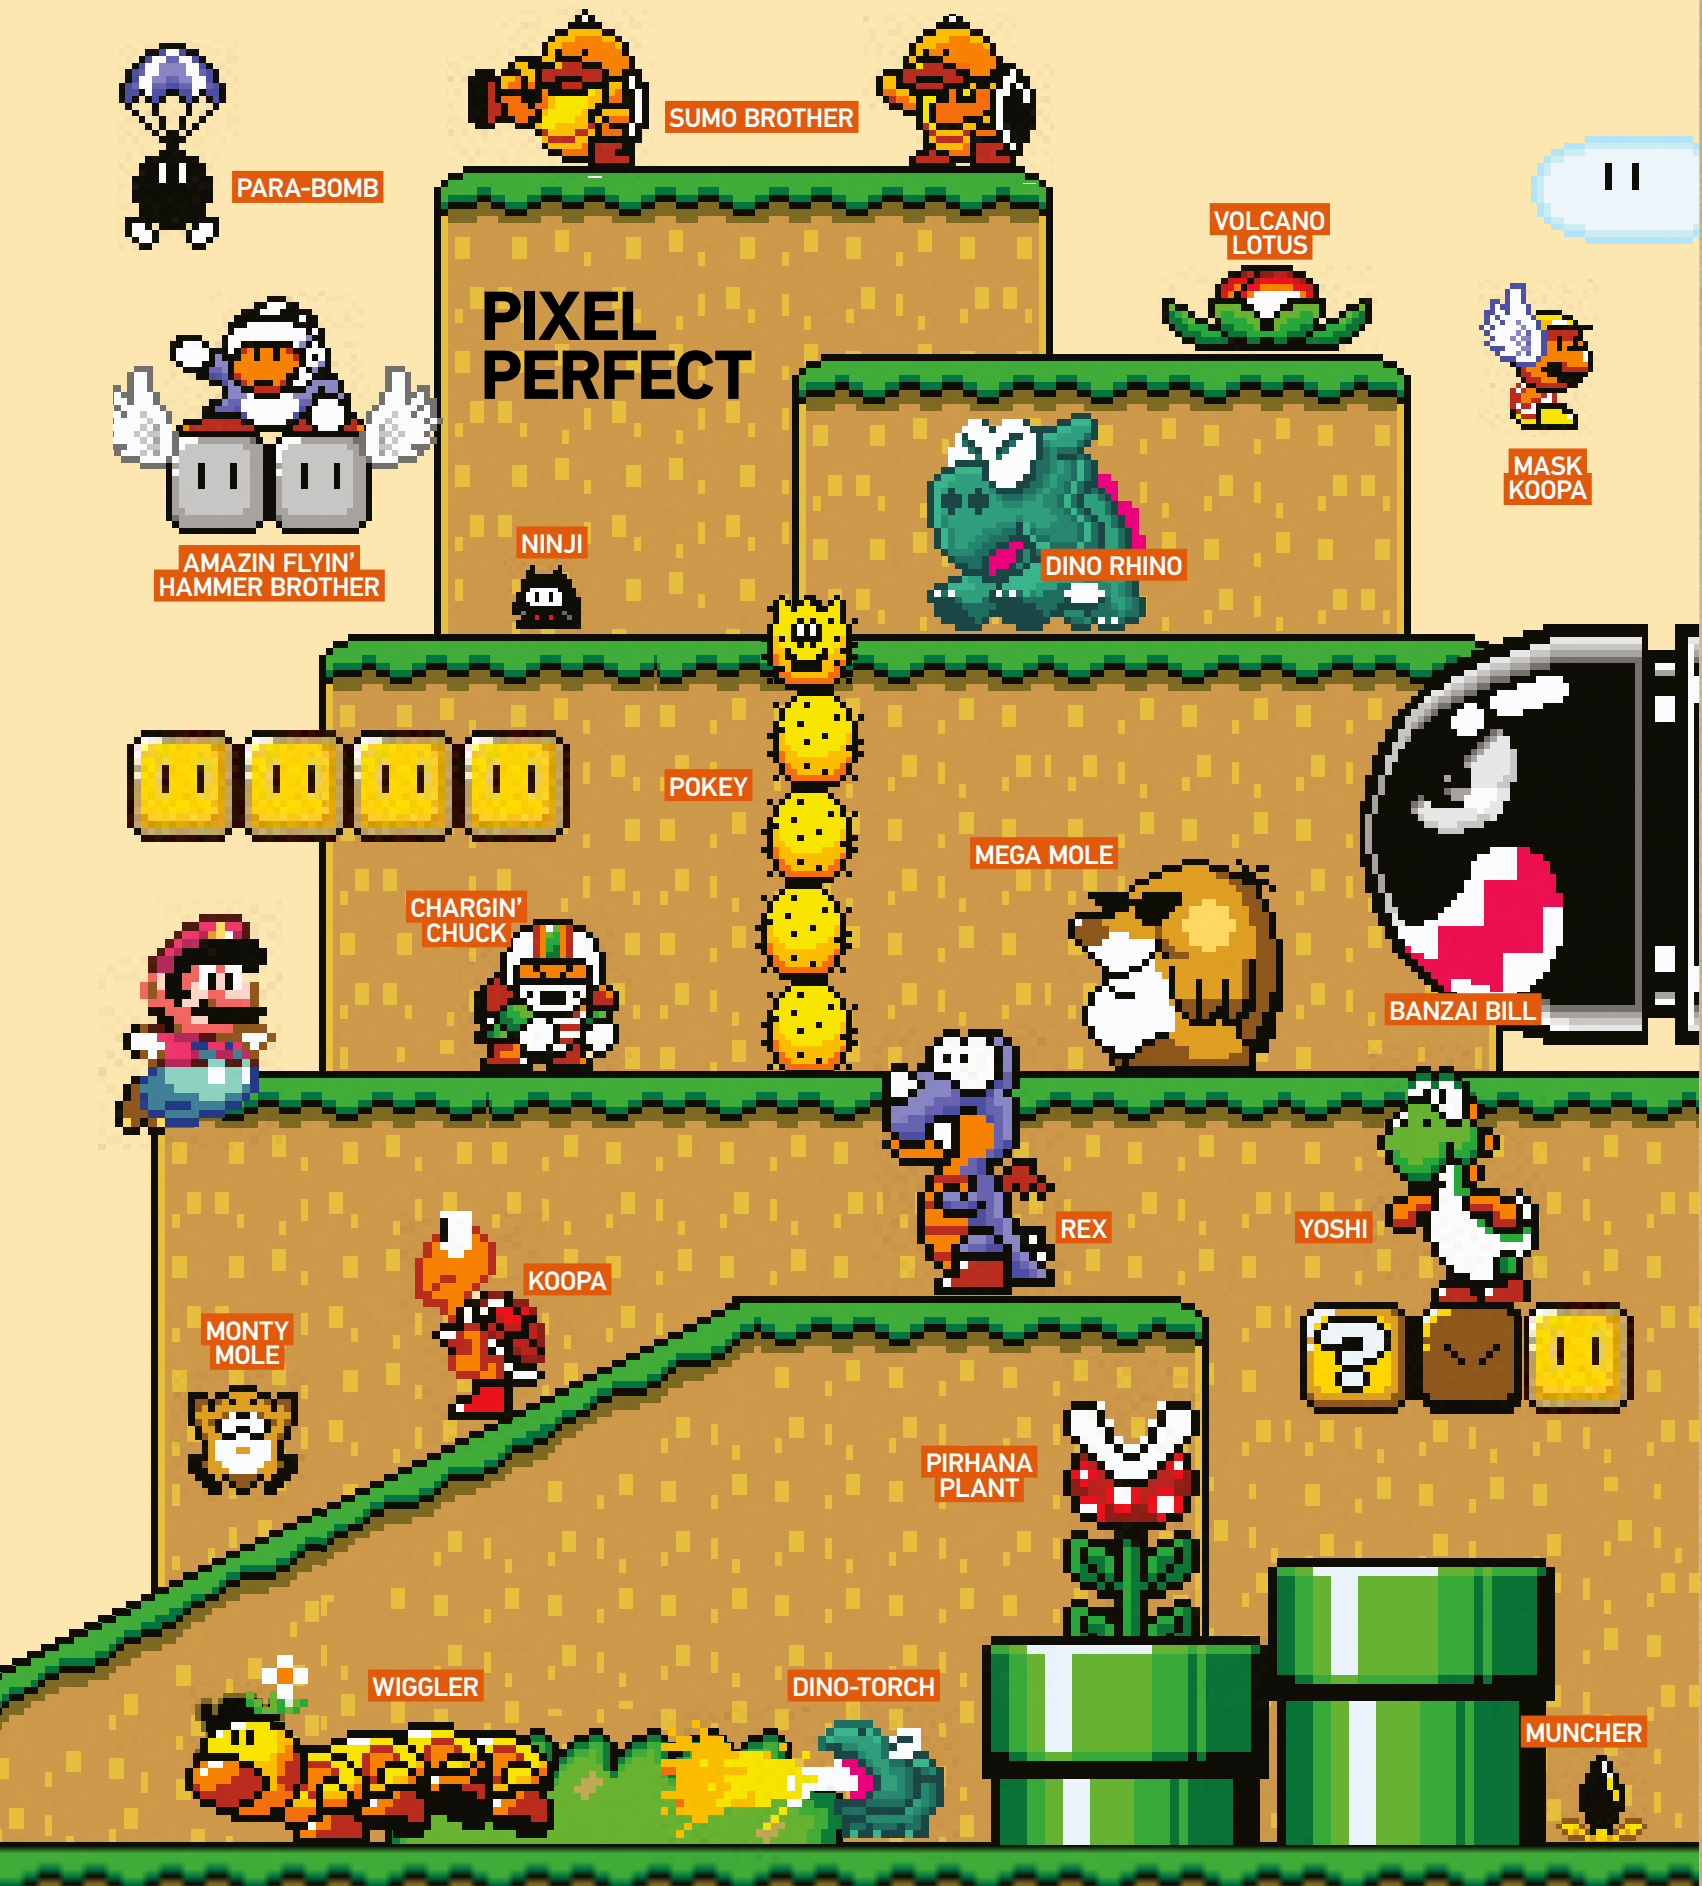 SUMO BROTHER
PARA-BOMB
VOLCANO
LOTUS
PIXEL
PERFECT
MASK
KOOPA
AMAZIN FLYIN'
HAMMER BROTHER
NINJI
DINO RHINO
POKEY
MEGA MOLE
CHARGIN'
CHUCK
BANZAI BILL
REX
YOSHI
KOOPA
MONTY
MOLE
?
PIRHANA
PLANT
WIGGLER
DINO-TORCH
MUNCHER